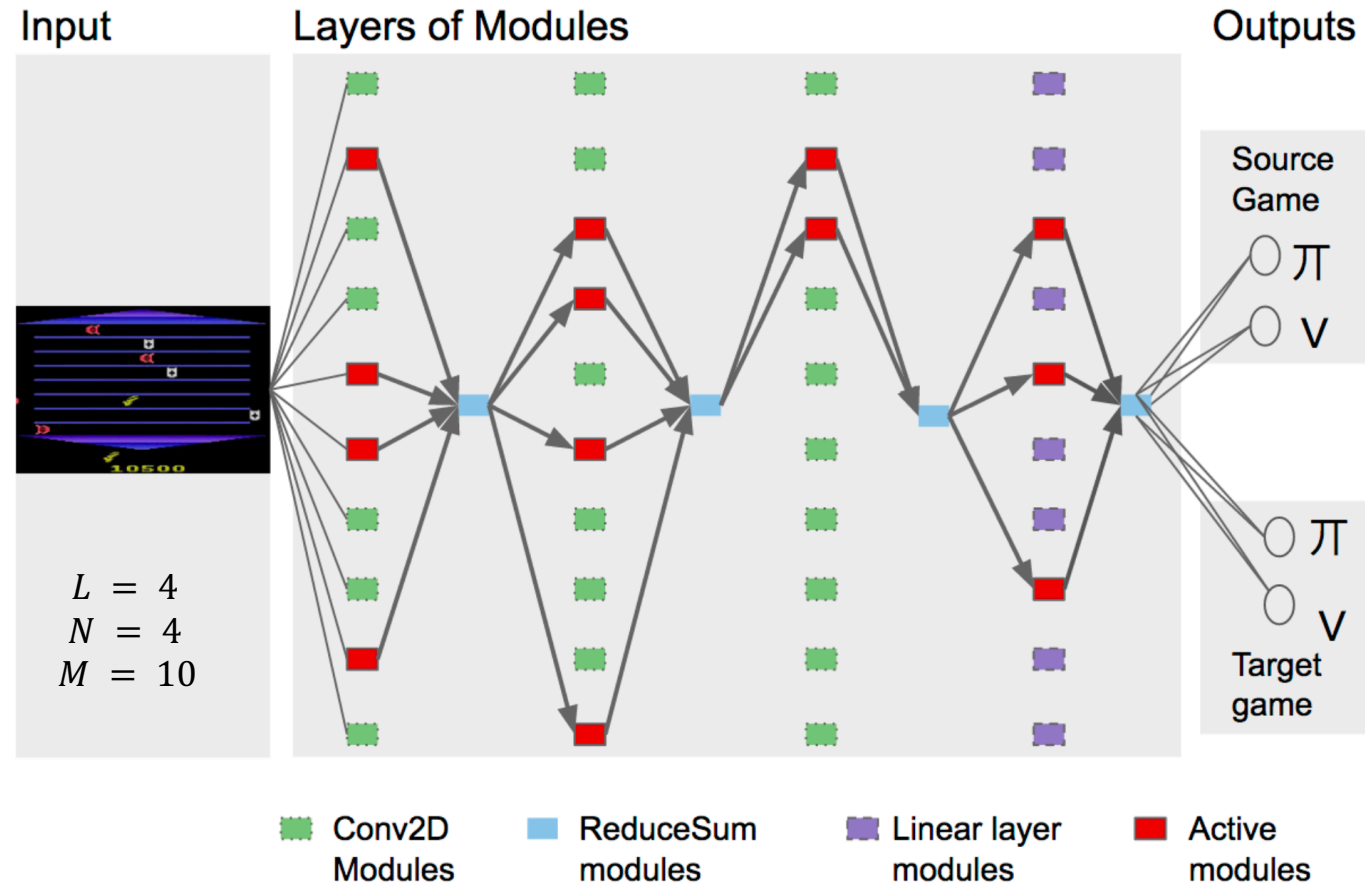 Input
Layers of Modules
Outputs
Source
Game
π
V
10500
L = 4
N = 4
M = 10
π
V
Target
game
Conv2D
Modules
ReduceSum
modules
Linear layer
modules
Active
modules